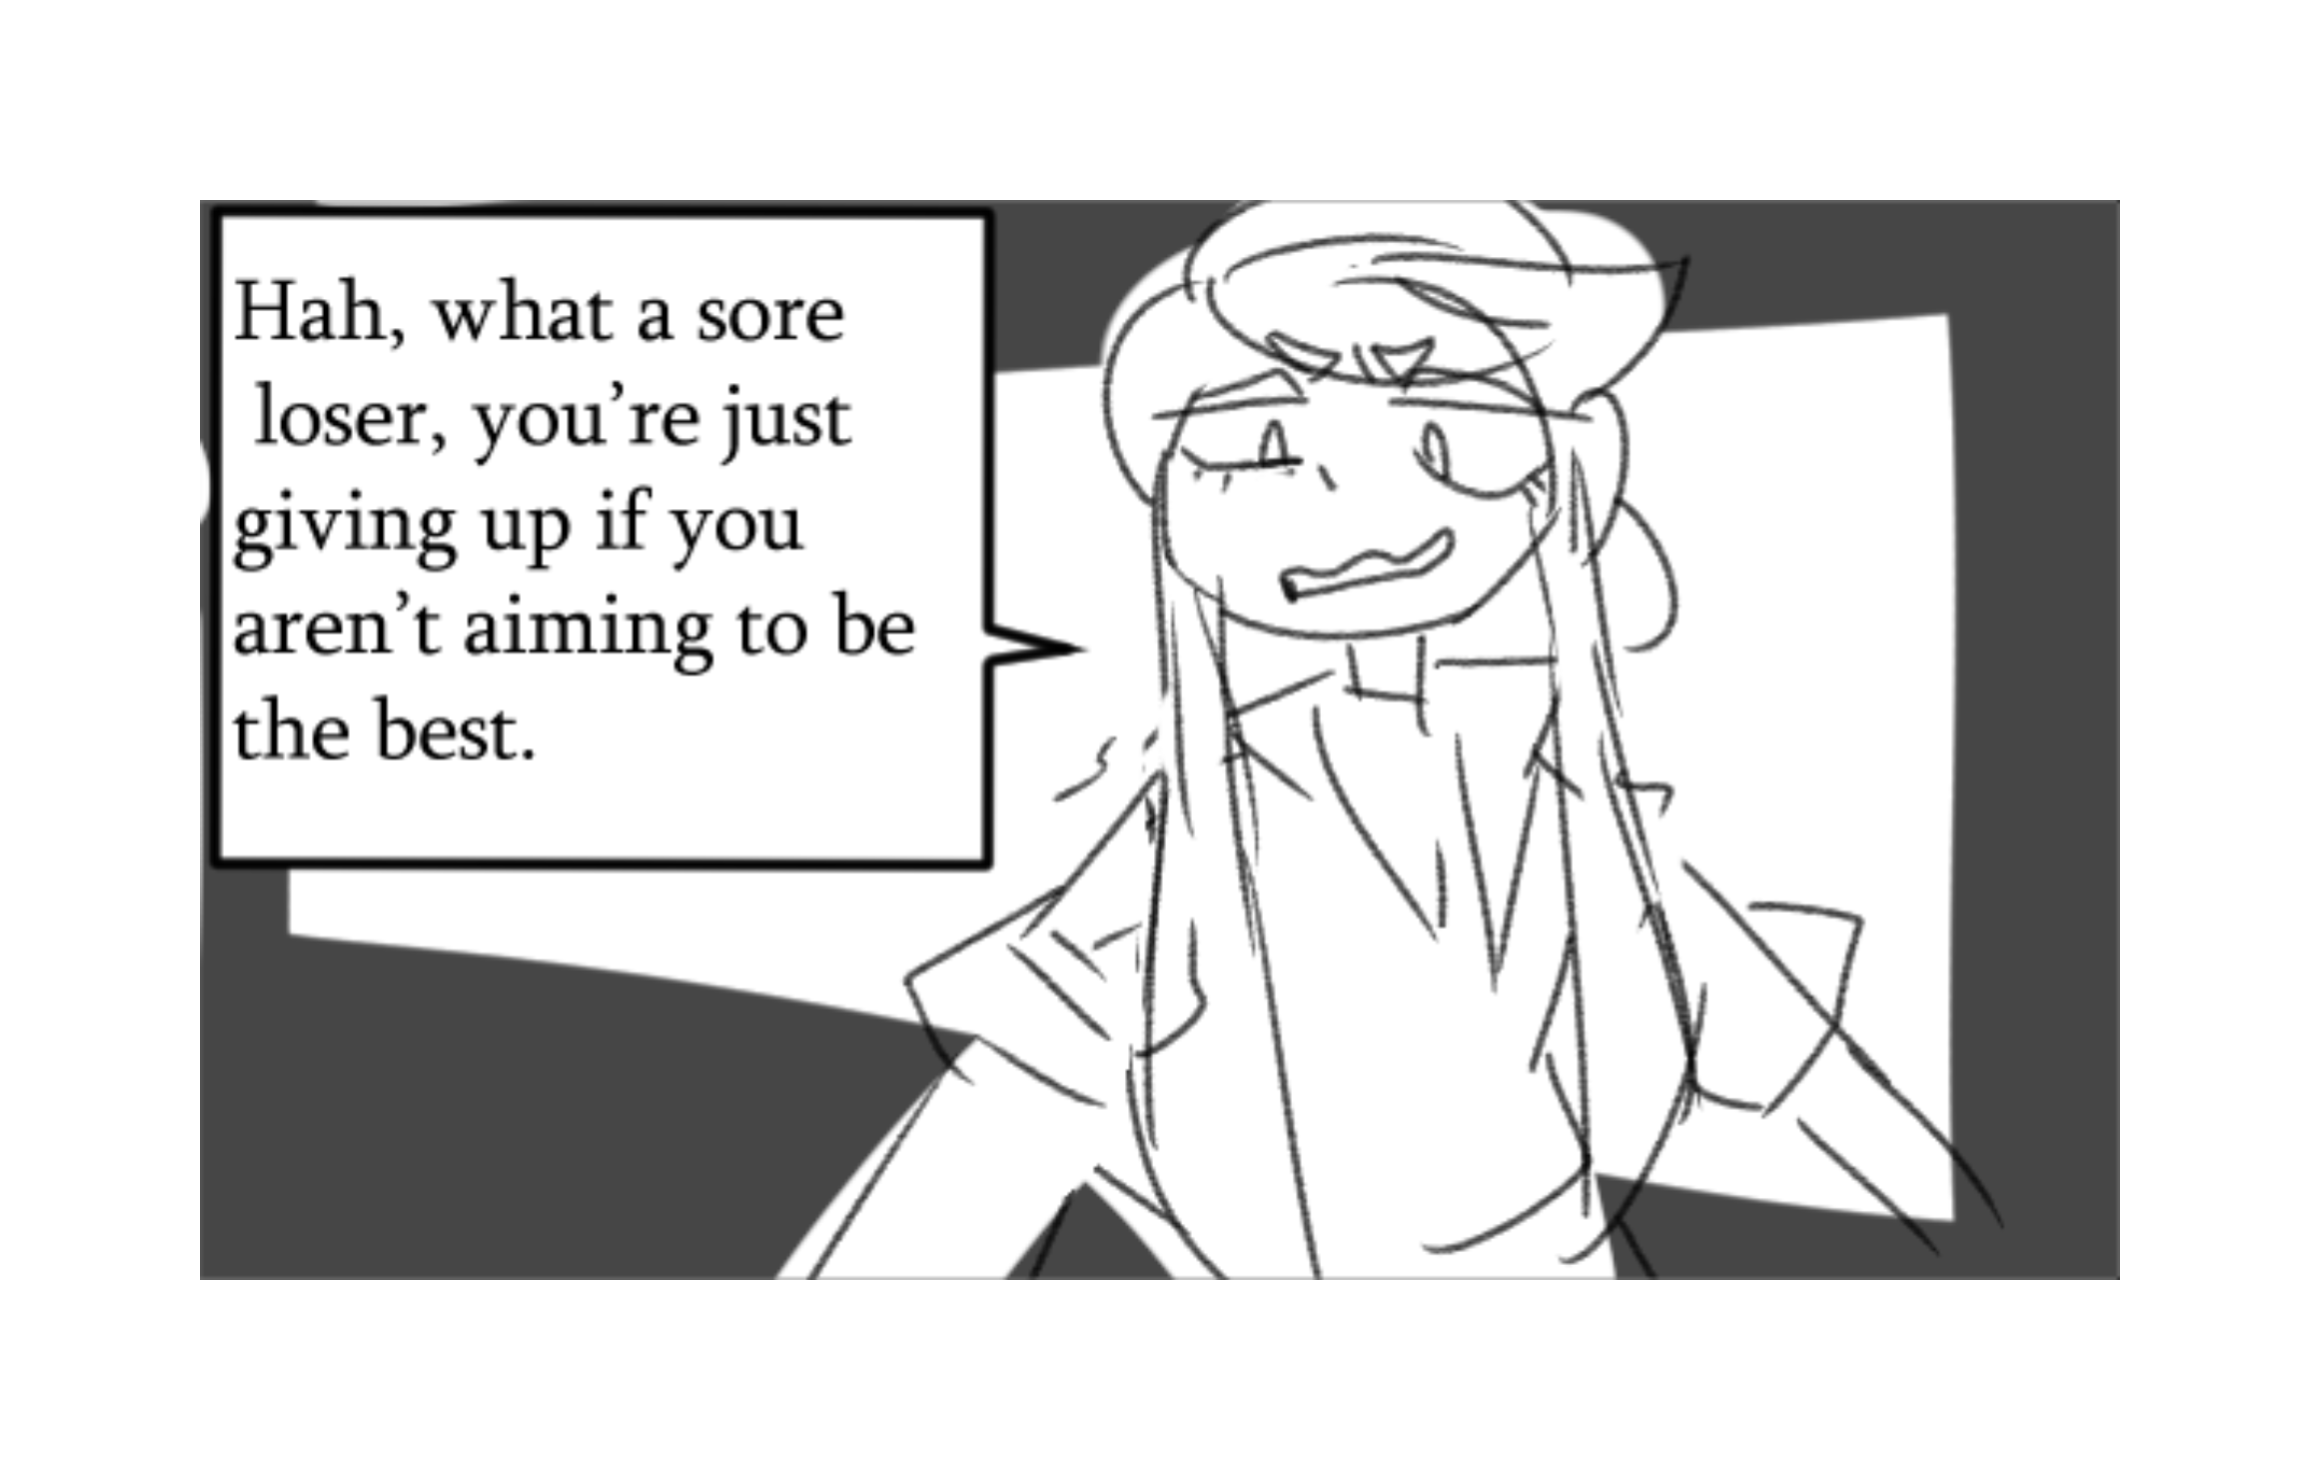 Hah, what a sore
loser, you’re just
giving up if you
aren’t aiming to be
the best.